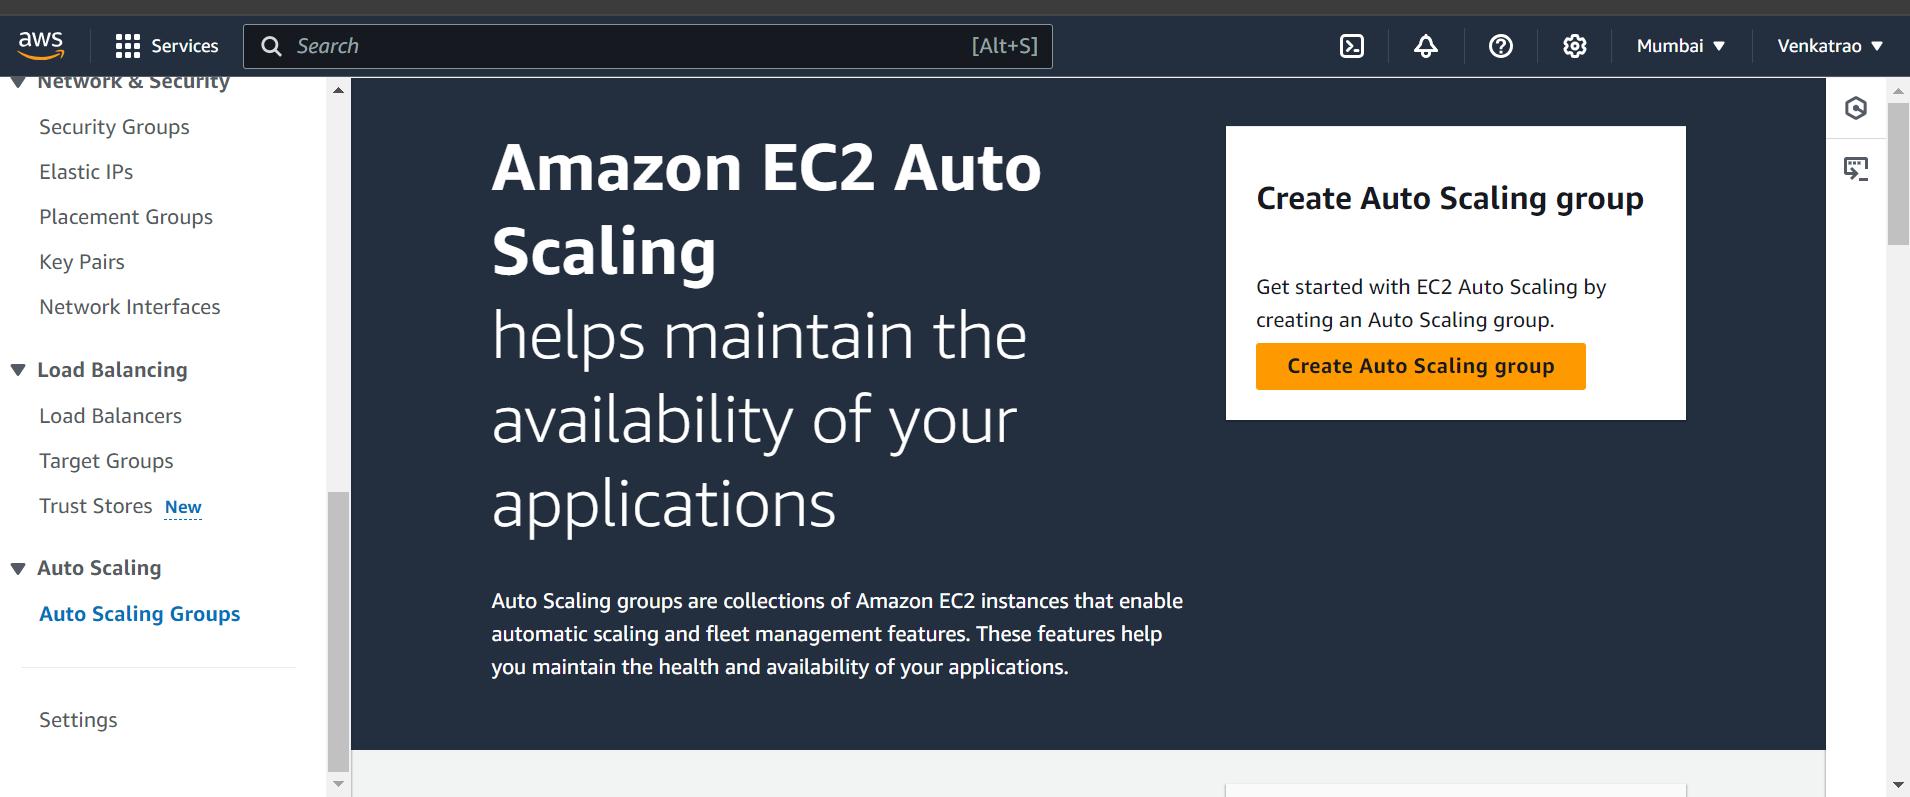 aws
Services
Search
[Alt+S]
Mumbai
Venkatrao
Network & Security
Security Groups
Elastic IPs
Placement Groups
Key Pairs
Network Interfaces
Load Balancing
Load Balancers
Target Groups
Trust Stores New
Auto Scaling
Auto Scaling Groups
Settings
Amazon EC2 Auto
Scaling
helps maintain the
availability of your
applications
Auto Scaling groups are collections of Amazon EC2 instances that enable
automatic scaling and fleet management features. These features help
you maintain the health and availability of your applications.
Create Auto Scaling group
Get started with EC2 Auto Scaling by
creating an Auto Scaling group.
Create Auto Scaling group